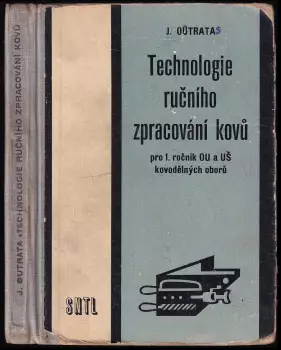 J. OUTRATA • TECHNOLOGIE RUČNÍHO ZPRACOVÁNÍ KOVŮ
J. OUTRATA
Technologie
ručního
zpracování kovů
pro 1. ročník OU a UŠ
kovodělných oborů
SNTL